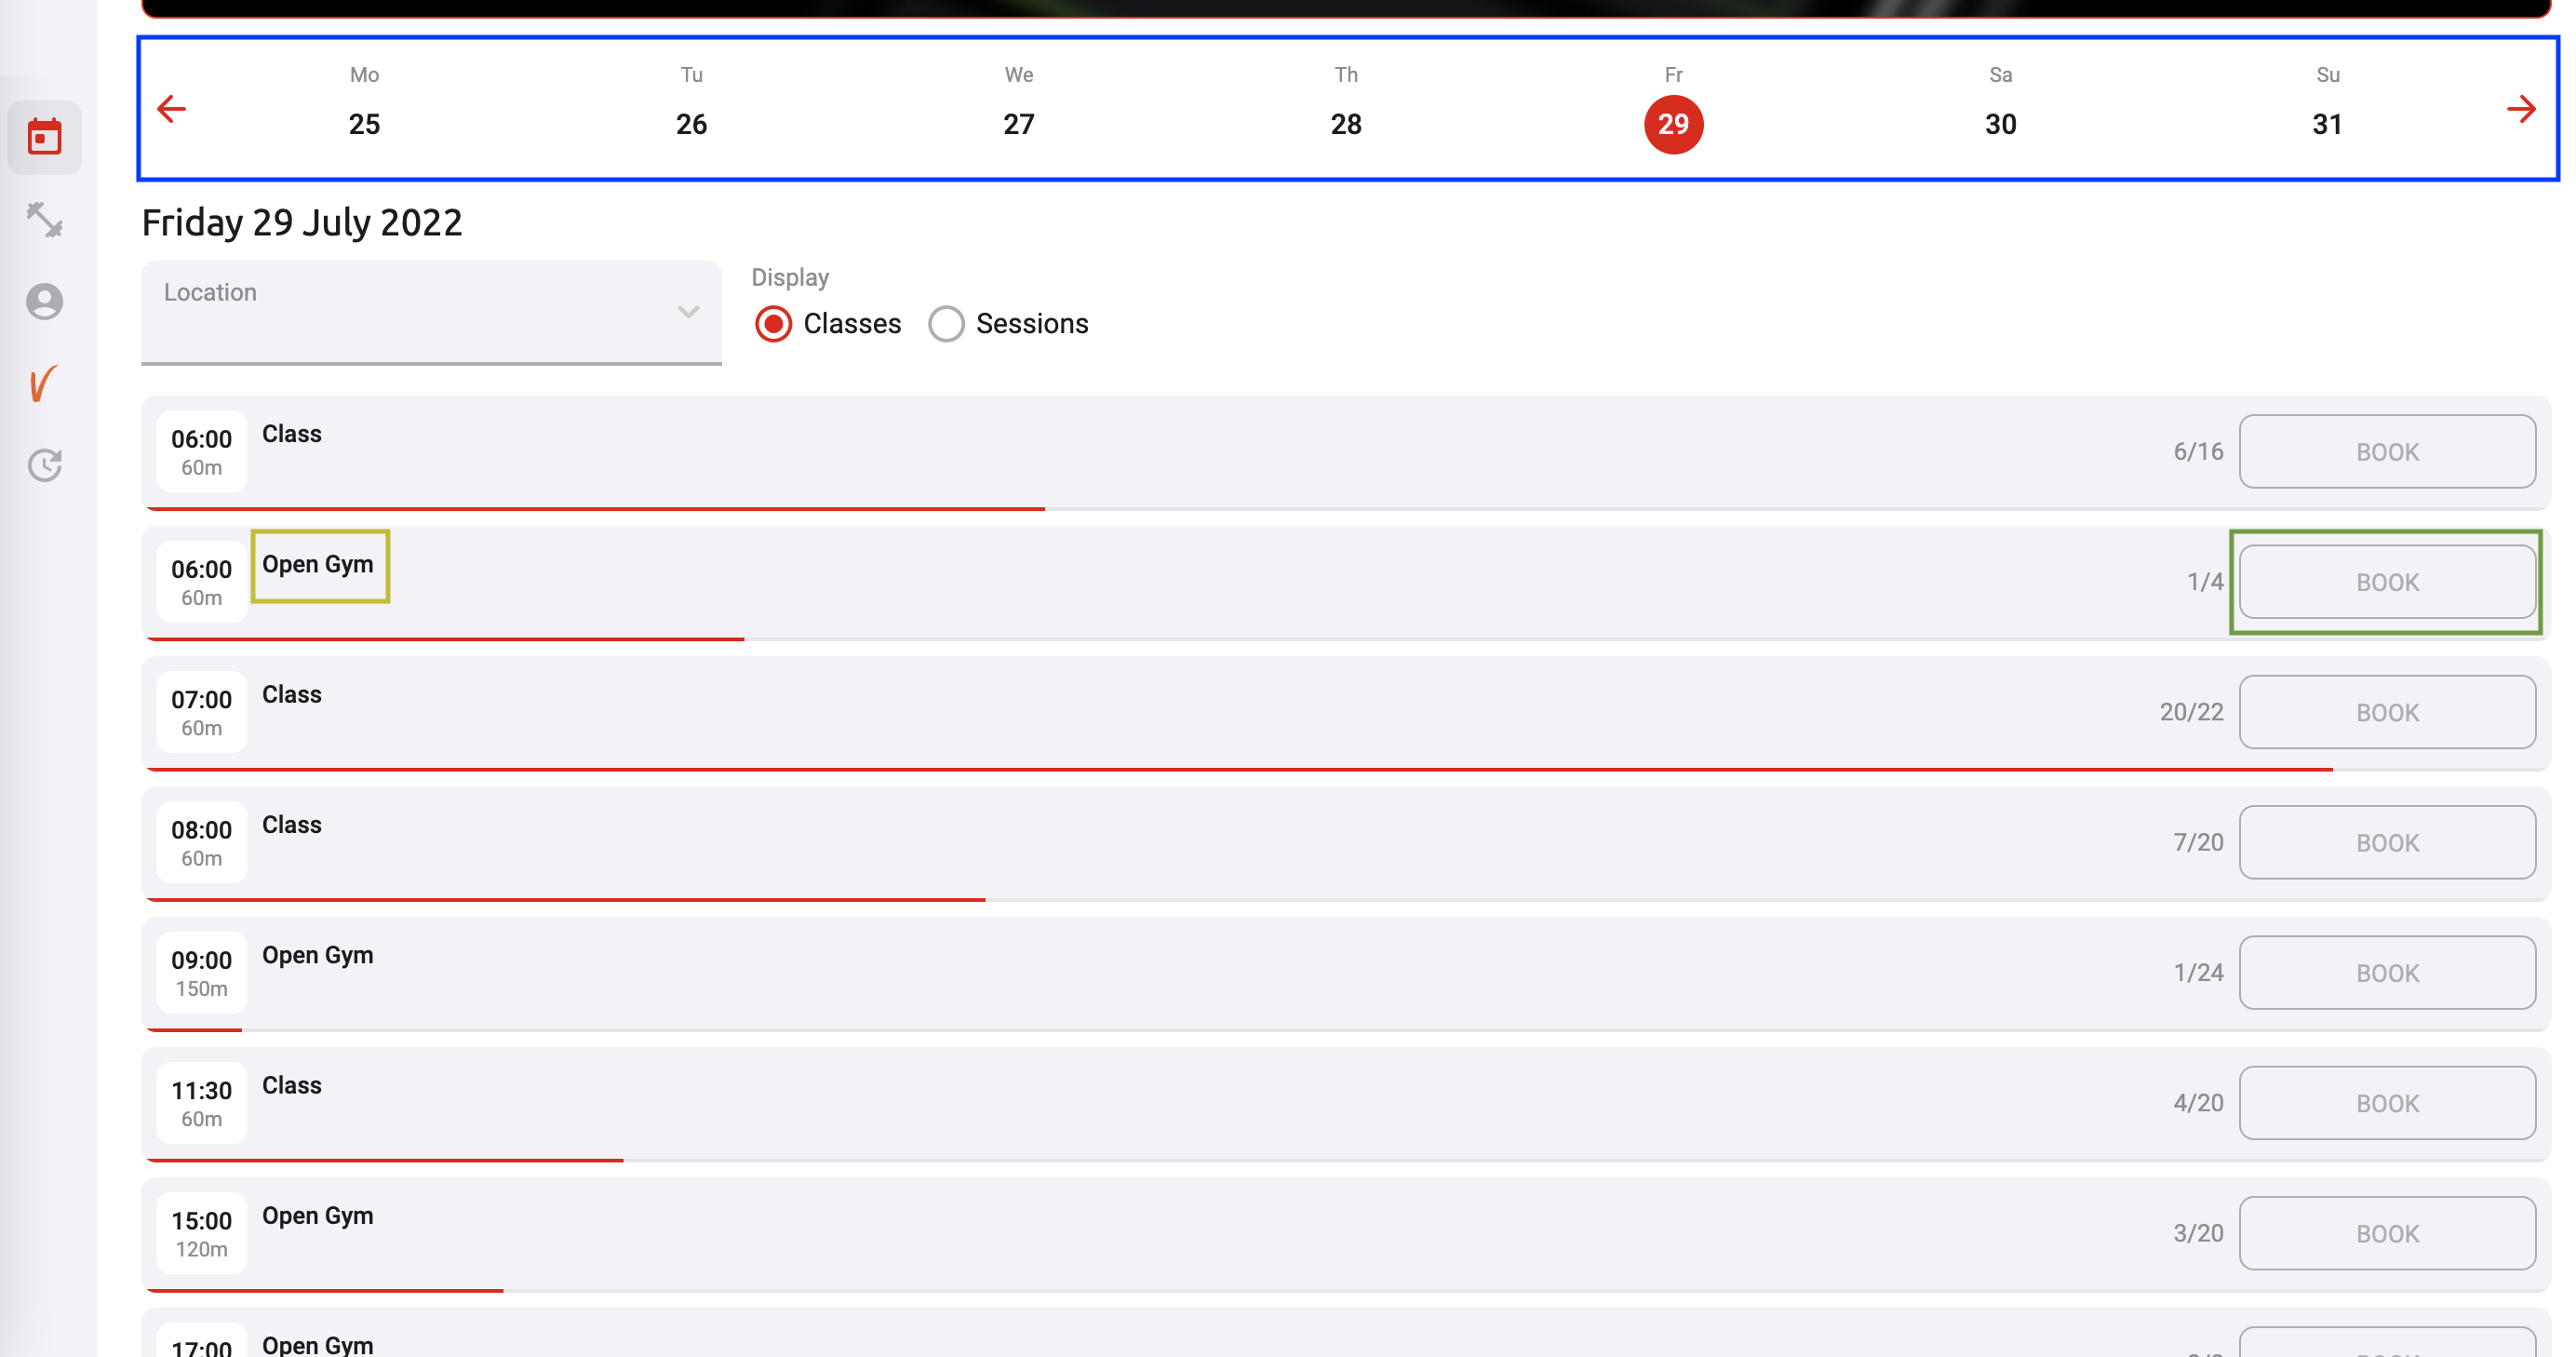 Mo Tu We Th Fr Sa Su
25 26 27 28 29 30 31
Friday 29 July 2022
Location
Display
Classes Sessions
06:00 Class
60m
6/16 BOOK
06:00 Open Gym
60m
1/4 BOOK
07:00 Class
60m
20/22 BOOK
08:00 Class
60m
7/20 BOOK
09:00 Open Gym
150m
1/24 BOOK
11:30 Class
60m
4/20 BOOK
15:00 Open Gym
120m
3/20 BOOK
17:00 Open Gym